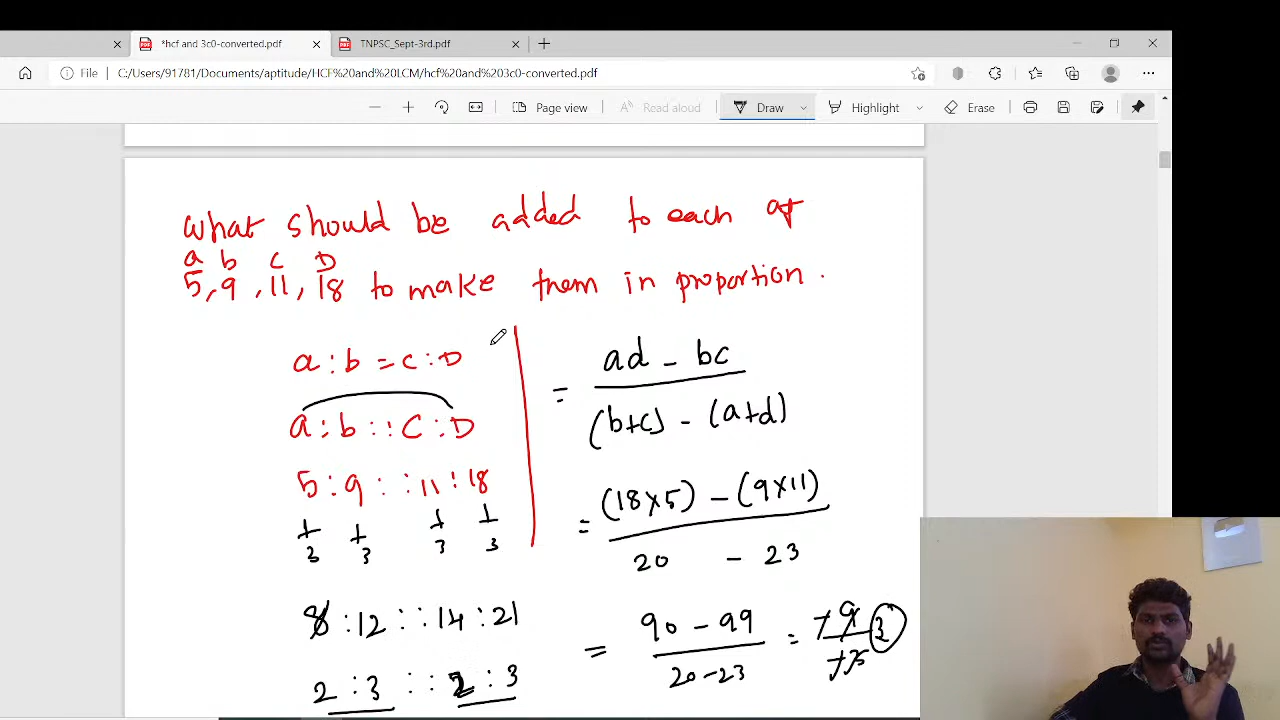 *hcf and 3c0-converted.pdf
TNPSC_Sept-3rd.pdf
File C:/Users/91781/Documents/aptitude/HCF%20and%20LCM/hcf%20and%203c0-converted.pdf
Page view
Read aloud
Draw
Highlight
Erase
What should be added to each of
a b c D
5, 9, 11, 18 to make them in proportion.
a : b = c : D
a : b :: C : D
5 : 9 :: 11 : 18
+ + + +
3 3 3 3
8 : 12 :: 14 : 21
2 : 3 :: 2 : 3
= ad - bc
(b+c) - (a+d)
= (18x5) - (9x11)
20 - 23
= 90 - 99 = +9 3
20-23 +3